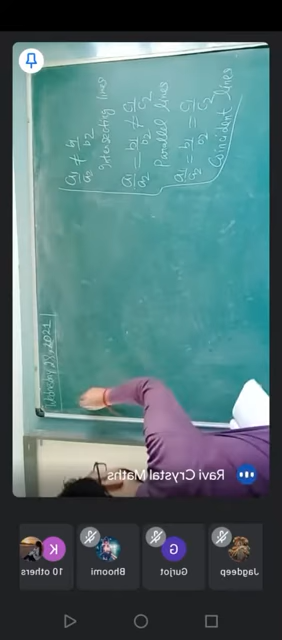 a₁/a₂ ≠ b₁/b₂
Intersecting lines
a₁/a₂ = b₁/b₂ ≠ c₁/c₂
Parallel lines
a₁/a₂ = b₁/b₂ = c₁/c₂
Coincident lines
Ravi Crystal Maths
K
10 others
Bhoomi
G
Gurjot
Jagdeep